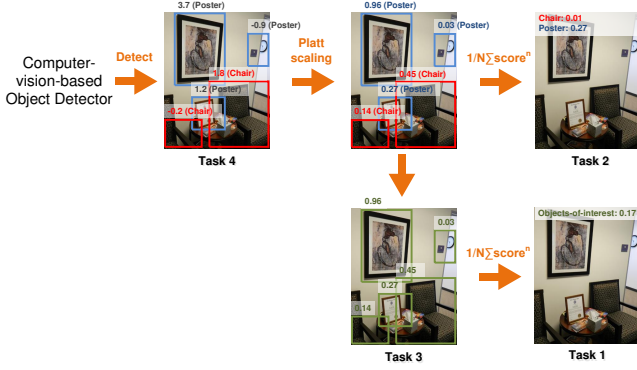 Computer-
vision-based
Object Detector
Detect
3.7 (Poster)
-0.9 (Poster)
1.8 (Chair)
1.2 (Poster)
-0.2 (Chair)
Task 4
Platt
scaling
0.96 (Poster)
0.03 (Poster)
0.45 (Chair)
0.27 (Poster)
0.14 (Chair)
1/N∑scoreⁿ
Chair: 0.01
Poster: 0.27
Task 2
0.96
0.03
0.45
0.27
0.14
Task 3
1/N∑scoreⁿ
Objects-of-interest: 0.17
Task 1